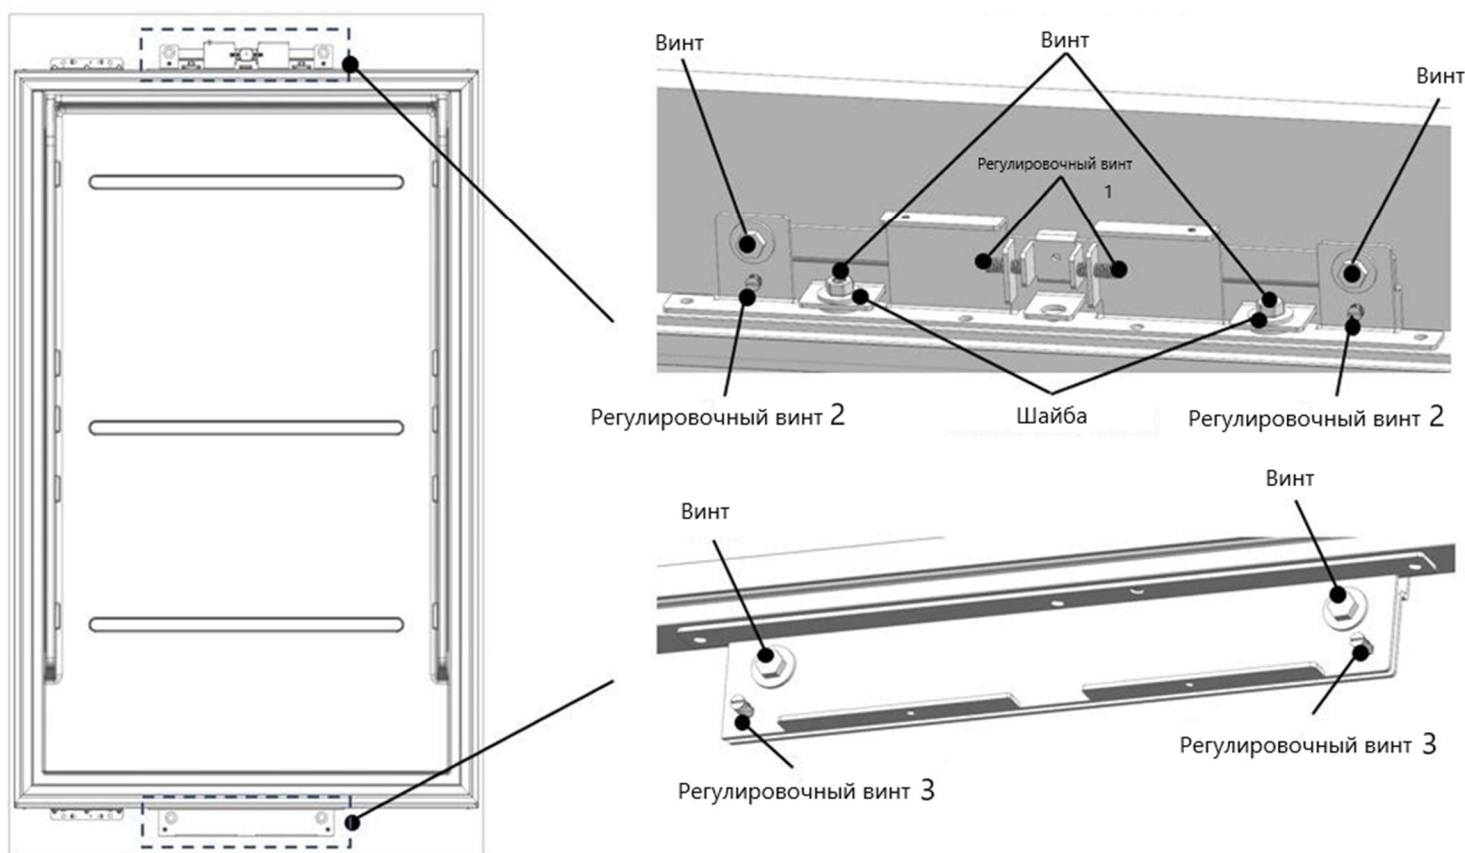 Винт
Винт
Винт
Регулировочный винт
1
Регулировочный винт 2
Шайба
Регулировочный винт 2
Винт
Винт
Регулировочный винт 3
Регулировочный винт 3